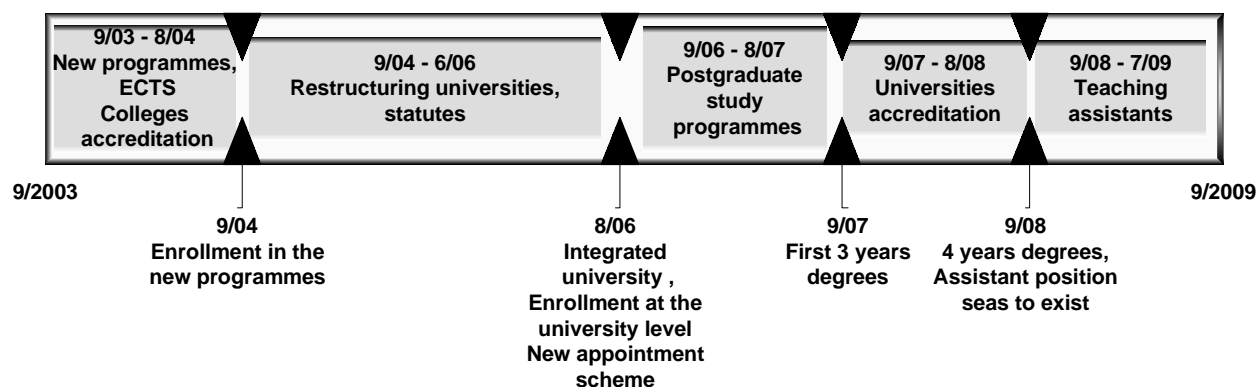 9/03 - 8/04
New programmes,
ECTS
Colleges
accreditation
9/04 - 6/06
Restructuring universities,
statutes
9/06 - 8/07
Postgraduate
study
programmes
9/07 - 8/08
Universities
accreditation
9/08 - 7/09
Teaching
assistants
9/2003
9/2009
9/04
Enrollment in the
new programmes
8/06
Integrated
university ,
Enrollment at the
university level
New appointment
scheme
9/07
First 3 years
degrees
9/08
4 years degrees,
Assistant position
seas to exist